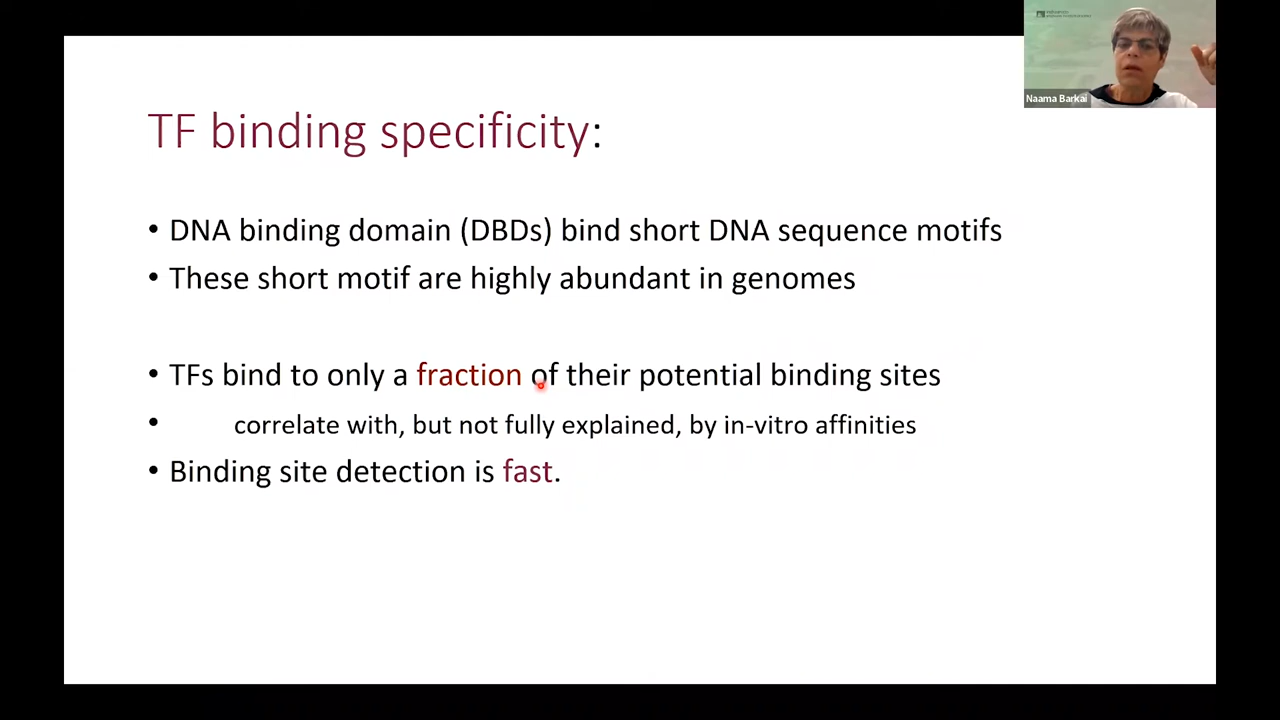 TF binding specificity:
• DNA binding domain (DBDs) bind short DNA sequence motifs
• These short motif are highly abundant in genomes
• TFs bind to only a fraction of their potential binding sites
• correlate with, but not fully explained, by in-vitro affinities
• Binding site detection is fast.
Naama Barkai